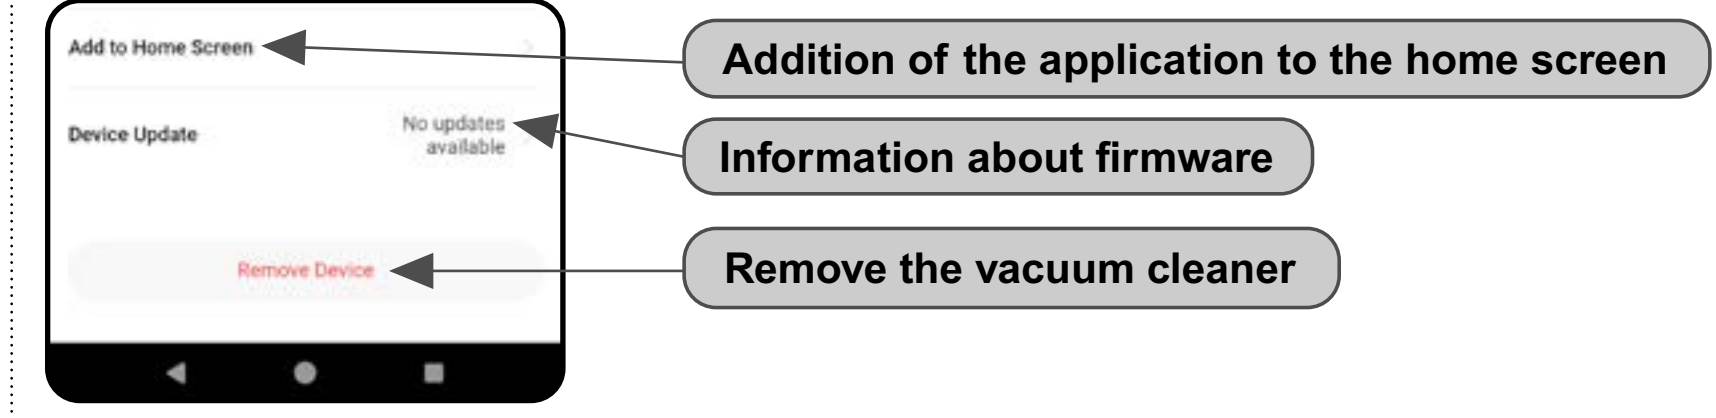 Add to Home Screen
Addition of the application to the home screen
Device Update
No updates
available
Information about firmware
Remove Device
Remove the vacuum cleaner